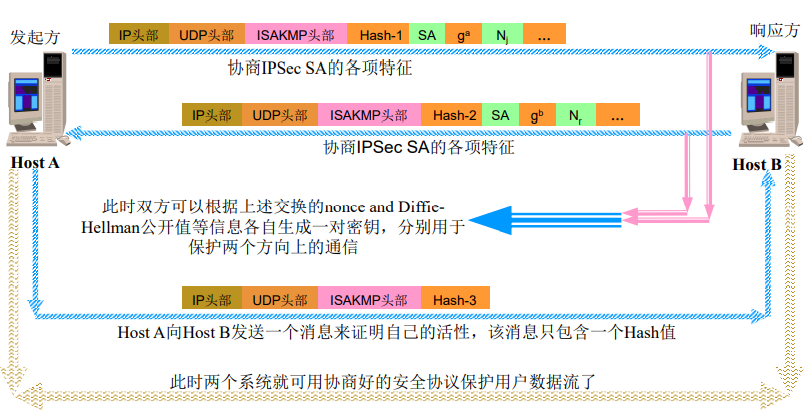 发起方
响应方
IP头部 UDP头部 ISAKMP头部 Hash-1 SA gᵃ Nj ...
协商IPSec SA的各项特征
IP头部 UDP头部 ISAKMP头部 Hash-2 SA gᵇ Nr ...
协商IPSec SA的各项特征
Host A
Host B
此时双方可以根据上述交换的nonce and Diffie-
Hellman公开值等信息各自生成一对密钥，分别用于
保护两个方向上的通信
IP头部 UDP头部 ISAKMP头部 Hash-3
Host A向Host B发送一个消息来证明自己的活性，该消息只包含一个Hash值
此时两个系统就可用协商好的安全协议保护用户数据流了